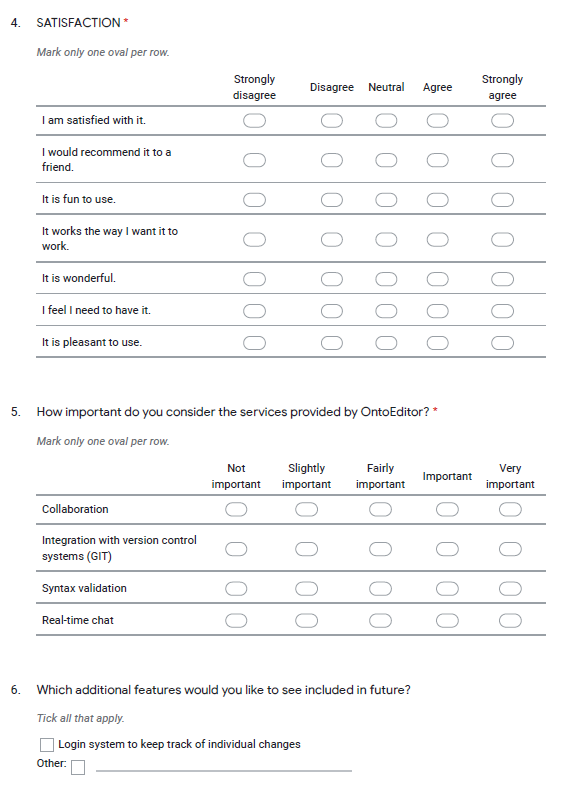 4. SATISFACTION *
Mark only one oval per row.
Strongly disagree Disagree Neutral Agree Strongly agree
I am satisfied with it.
I would recommend it to a
friend.
It is fun to use.
It works the way I want it to
work.
It is wonderful.
I feel I need to have it.
It is pleasant to use.
5. How important do you consider the services provided by OntoEditor? *
Mark only one oval per row.
Not important Slightly important Fairly important Important Very important
Collaboration
Integration with version control
systems (GIT)
Syntax validation
Real-time chat
6. Which additional features would you like to see included in future?
Tick all that apply.
Login system to keep track of individual changes
Other: